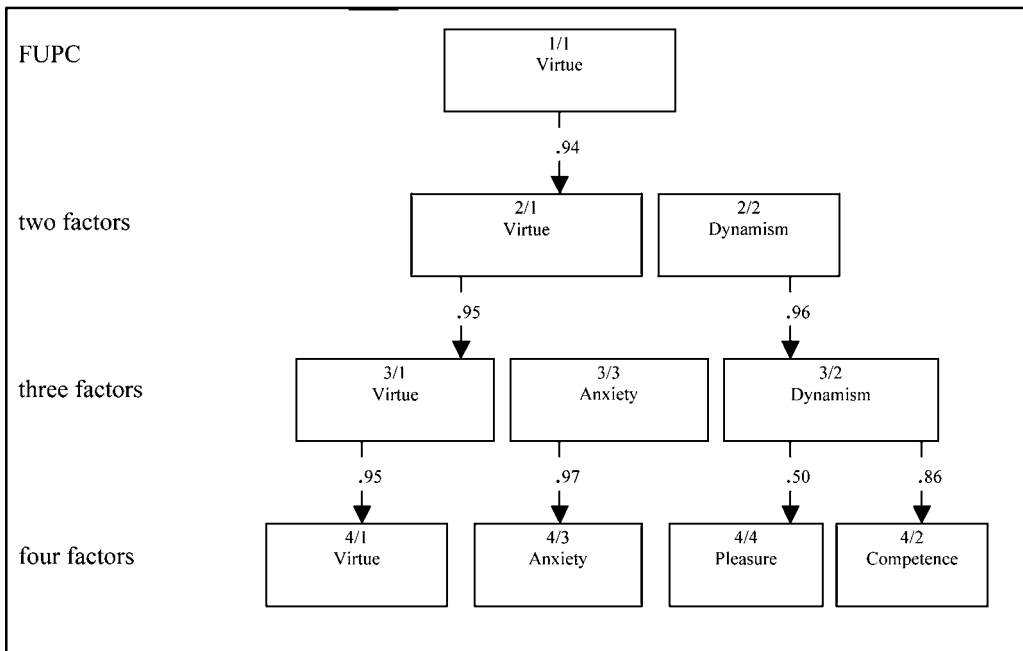 FUPC
1/1
Virtue
.94
two factors
2/1
Virtue
2/2
Dynamism
.95
.96
three factors
3/1
Virtue
3/3
Anxiety
3/2
Dynamism
.95
.97
.50
.86
four factors
4/1
Virtue
4/3
Anxiety
4/4
Pleasure
4/2
Competence